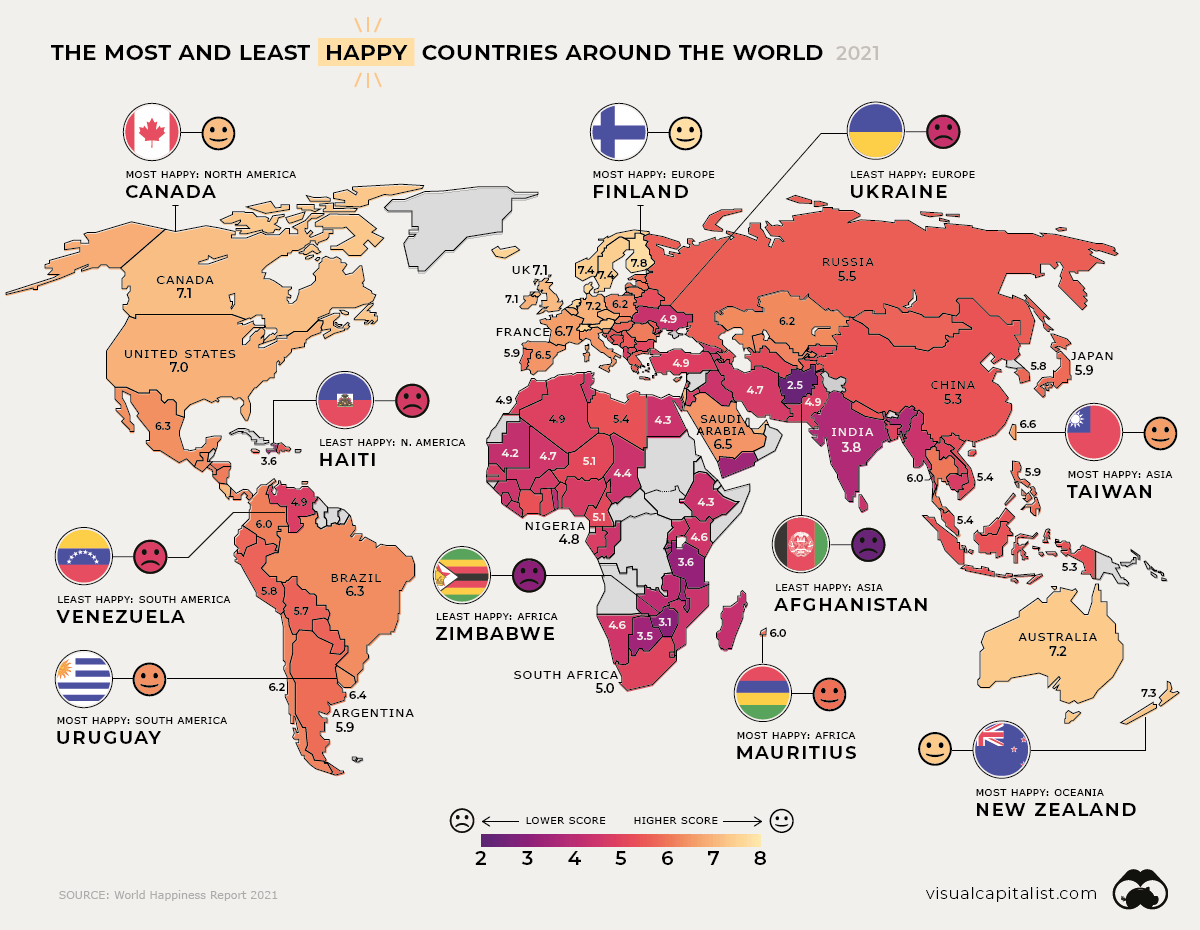 THE MOST AND LEAST HAPPY COUNTRIES AROUND THE WORLD 2021
MOST HAPPY: NORTH AMERICA
CANADA
MOST HAPPY: EUROPE
FINLAND
LEAST HAPPY: EUROPE
UKRAINE
CANADA
7.1
UNITED STATES
7.0
6.3
LEAST HAPPY: N. AMERICA
HAITI
3.6
UK 7.1
7.1
7.4
7.4
7.8
7.2
6.2
FRANCE 6.7
5.9
6.5
4.9
4.9
RUSSIA
5.5
6.2
CHINA
5.3
5.8
JAPAN
5.9
4.7
2.5
4.9
INDIA
3.8
SAUDI
ARABIA
6.5
4.9
4.9
5.4
4.3
4.2
4.7
5.1
4.4
4.3
5.1
NIGERIA
4.8
4.6
3.6
4.6
3.5
3.1
SOUTH AFRICA
5.0
6.6
MOST HAPPY: ASIA
TAIWAN
6.0
5.4
5.9
5.4
5.3
LEAST HAPPY: ASIA
AFGHANISTAN
4.9
6.0
BRAZIL
6.3
5.8
5.7
LEAST HAPPY: SOUTH AMERICA
VENEZUELA
LEAST HAPPY: AFRICA
ZIMBABWE
6.0
MOST HAPPY: AFRICA
MAURITIUS
AUSTRALIA
7.2
7.3
MOST HAPPY: OCEANIA
NEW ZEALAND
6.2
6.4
ARGENTINA
5.9
MOST HAPPY: SOUTH AMERICA
URUGUAY
LOWER SCORE HIGHER SCORE
2 3 4 5 6 7 8
SOURCE: World Happiness Report 2021
visualcapitalist.com